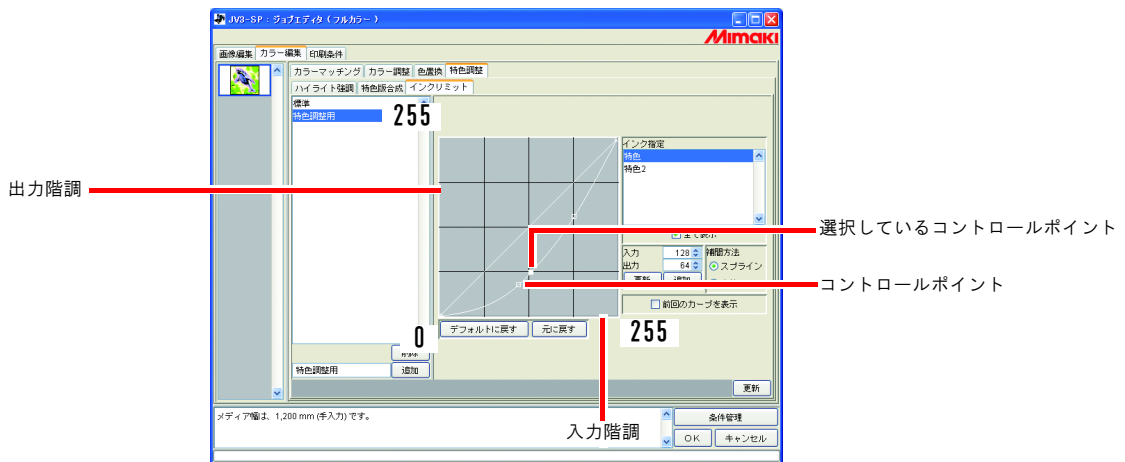 JV3-SP : ジョブエディタ ( フルカラー )
Mimaki
画像編集 カラー編集 印刷条件
カラーマッチング カラー調整 色置換 特色調整
ハイライト強調 特色版合成 インクリミット
標準
特色調整用
255
インク指定
特色
特色2
出力階調
全て表示
選択しているコントロールポイント
入力 128 補間方法
出力 64 スプライン
更新 追加
コントロールポイント
前回のカーブを表示
デフォルトに戻す 元に戻す
0
255
削除
特色調整用 追加
更新
メディア幅は、1,200 mm (手入力) です。
条件管理
入力階調
OK キャンセル